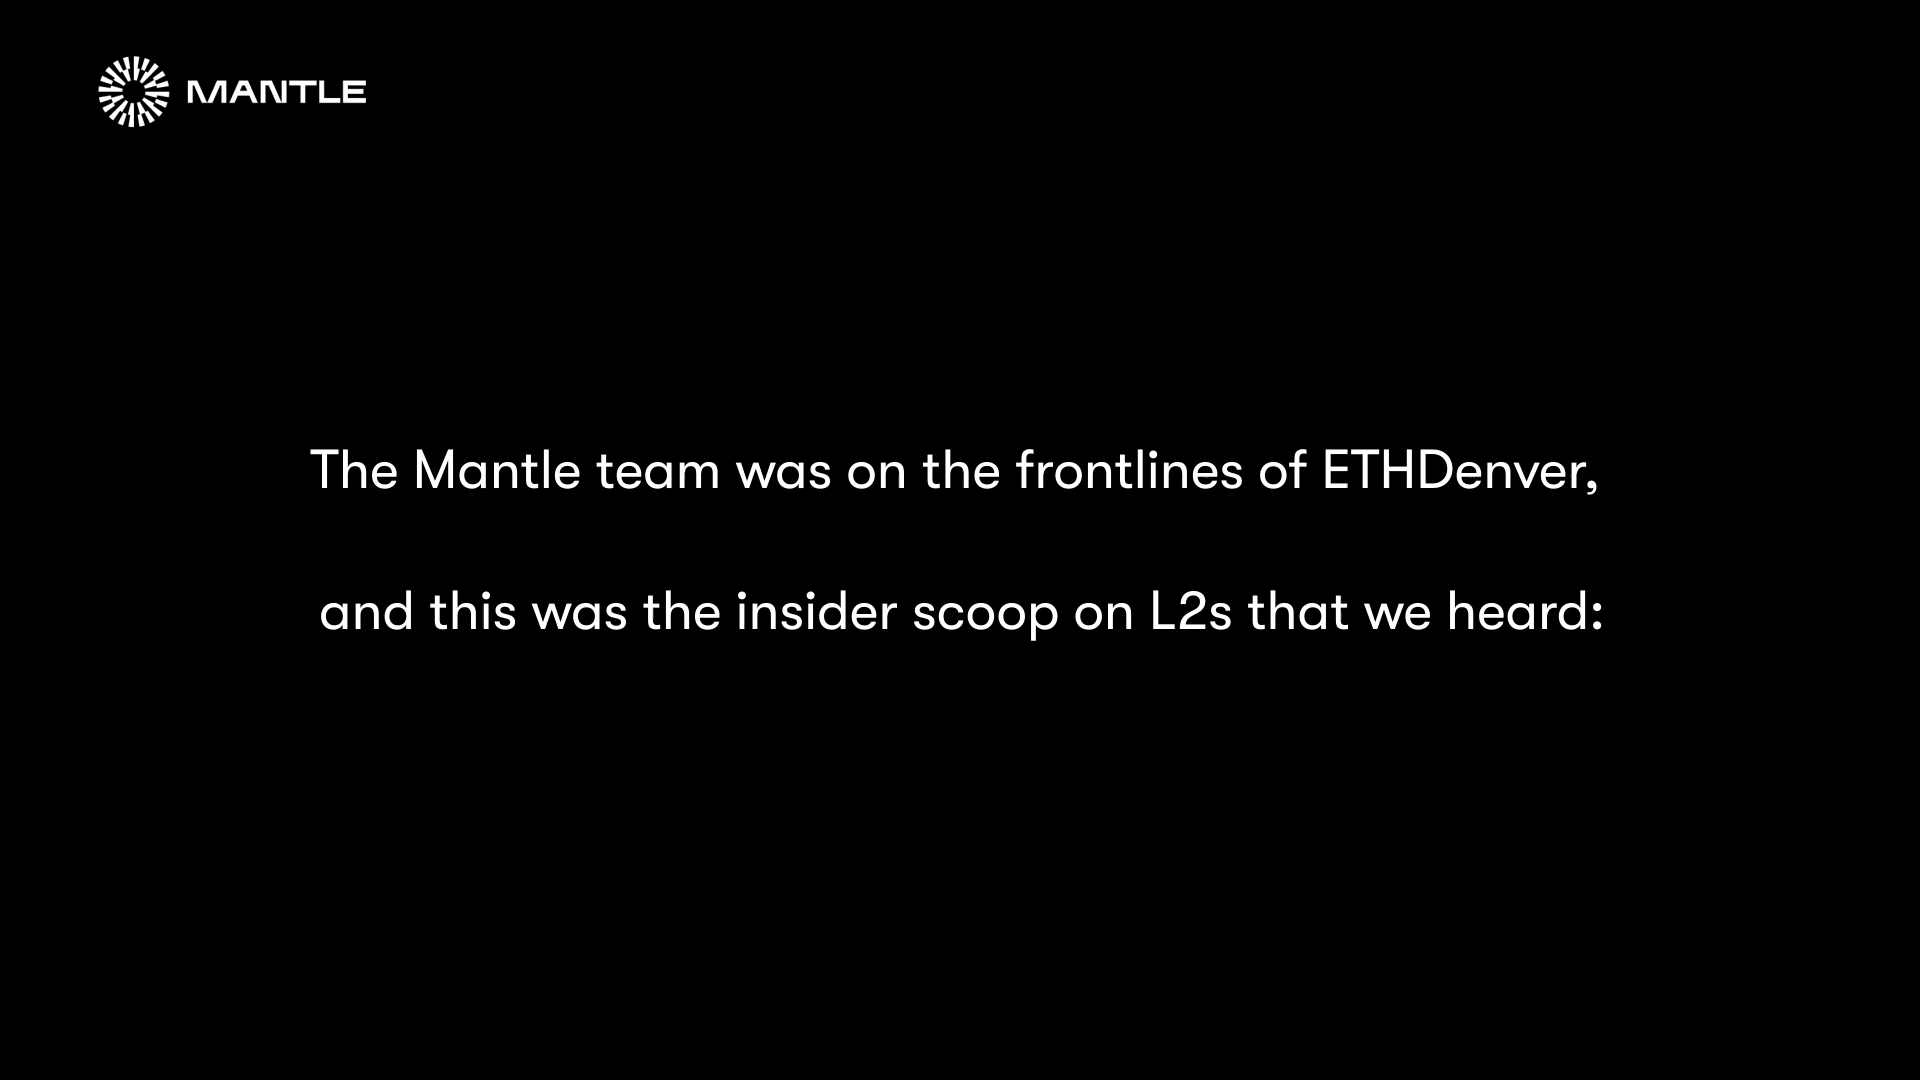 MANTLE
The Mantle team was on the frontlines of ETHDenver,
and this was the insider scoop on L2s that we heard: